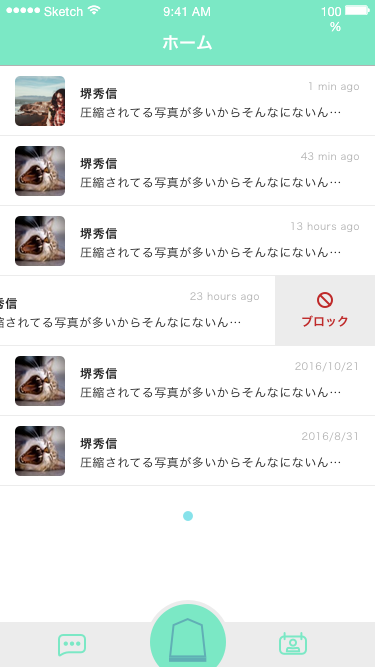 Sketch 9:41 AM 100
%
ホーム
堺秀信 1 min ago
圧縮されてる写真が多いからそんなにないん…
堺秀信 43 min ago
圧縮されてる写真が多いからそんなにないん…
堺秀信 13 hours ago
圧縮されてる写真が多いからそんなにないん…
秀信 23 hours ago
されてる写真が多いからそんなにないん…
ブロック
堺秀信 2016/10/21
圧縮されてる写真が多いからそんなにないん…
堺秀信 2016/8/31
圧縮されてる写真が多いからそんなにないん…